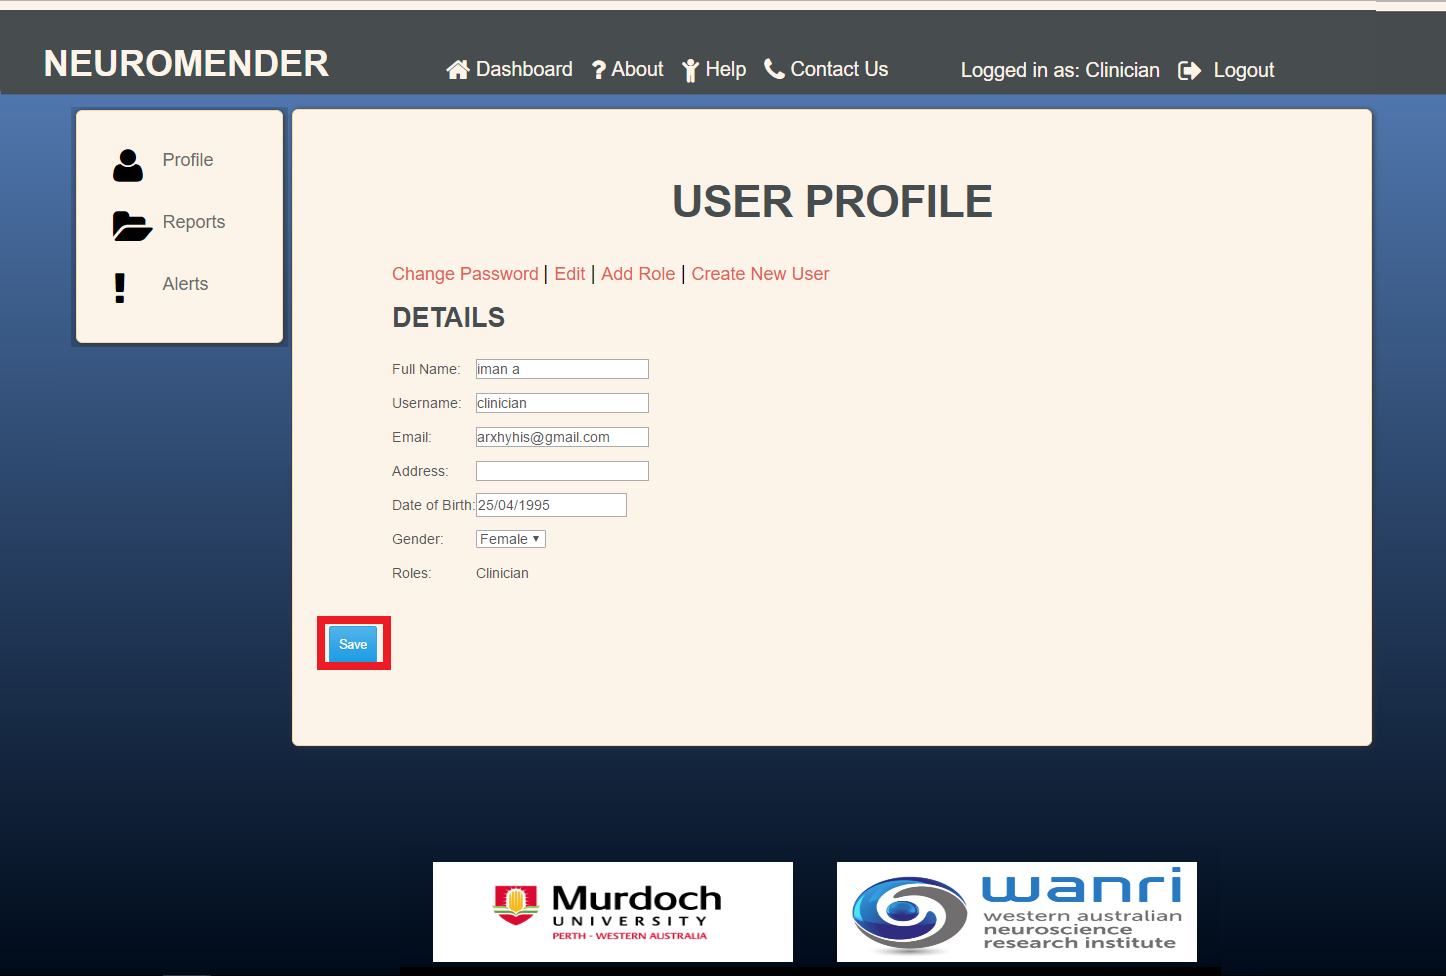 NEUROMENDER
Dashboard ? About Help Contact Us Logged in as: Clinician Logout
Profile
Reports
! Alerts
USER PROFILE
Change Password | Edit | Add Role | Create New User
DETAILS
Full Name: iman a
Username: clinician
Email: arxhyhis@gmail.com
Address:
Date of Birth: 25/04/1995
Gender: Female
Roles: Clinician
Save
Murdoch
UNIVERSITY
PERTH - WESTERN AUSTRALIA
wanri
western australian
neuroscience
research institute